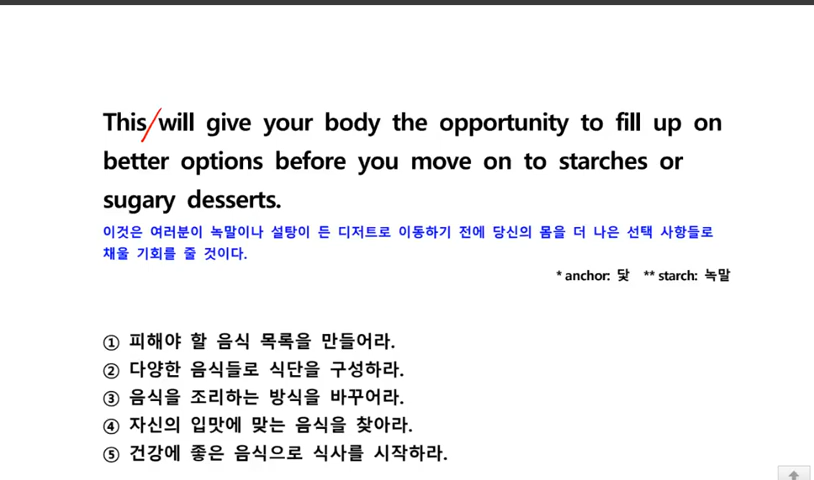 This will give your body the opportunity to fill up on
better options before you move on to starches or
sugary desserts.
이것은 여러분이 녹말이나 설탕이 든 디저트로 이동하기 전에 당신의 몸을 더 나은 선택 사항들로
채울 기회를 줄 것이다.
* anchor: 닻 ** starch: 녹말
① 피해야 할 음식 목록을 만들어라.
② 다양한 음식들로 식단을 구성하라.
③ 음식을 조리하는 방식을 바꾸어라.
④ 자신의 입맛에 맞는 음식을 찾아라.
⑤ 건강에 좋은 음식으로 식사를 시작하라.